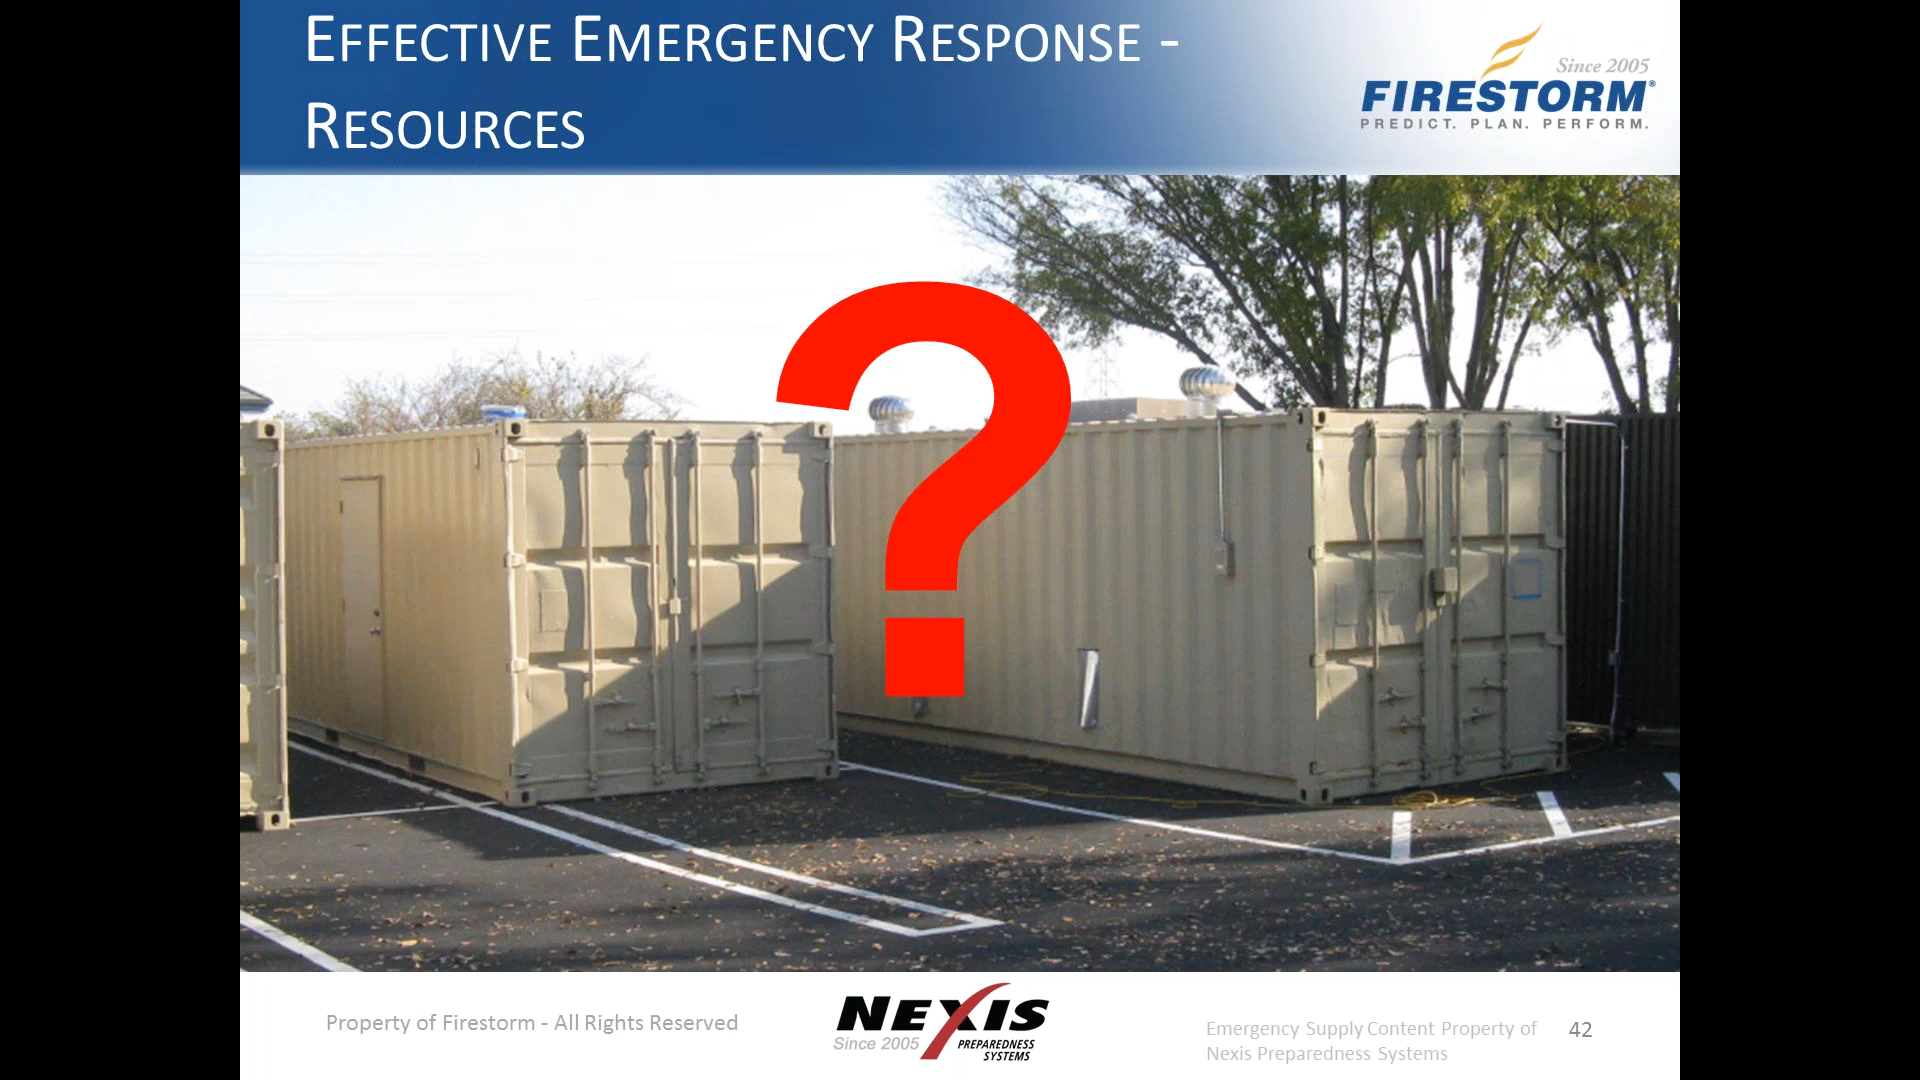 EFFECTIVE EMERGENCY RESPONSE -
RESOURCES
Since 2005
FIRESTORM®
PREDICT. PLAN. PERFORM.
?
Property of Firestorm - All Rights Reserved
NEXIS
Since 2005
PREPAREDNESS
SYSTEMS
Emergency Supply Content Property of
Nexis Preparedness Systems
42